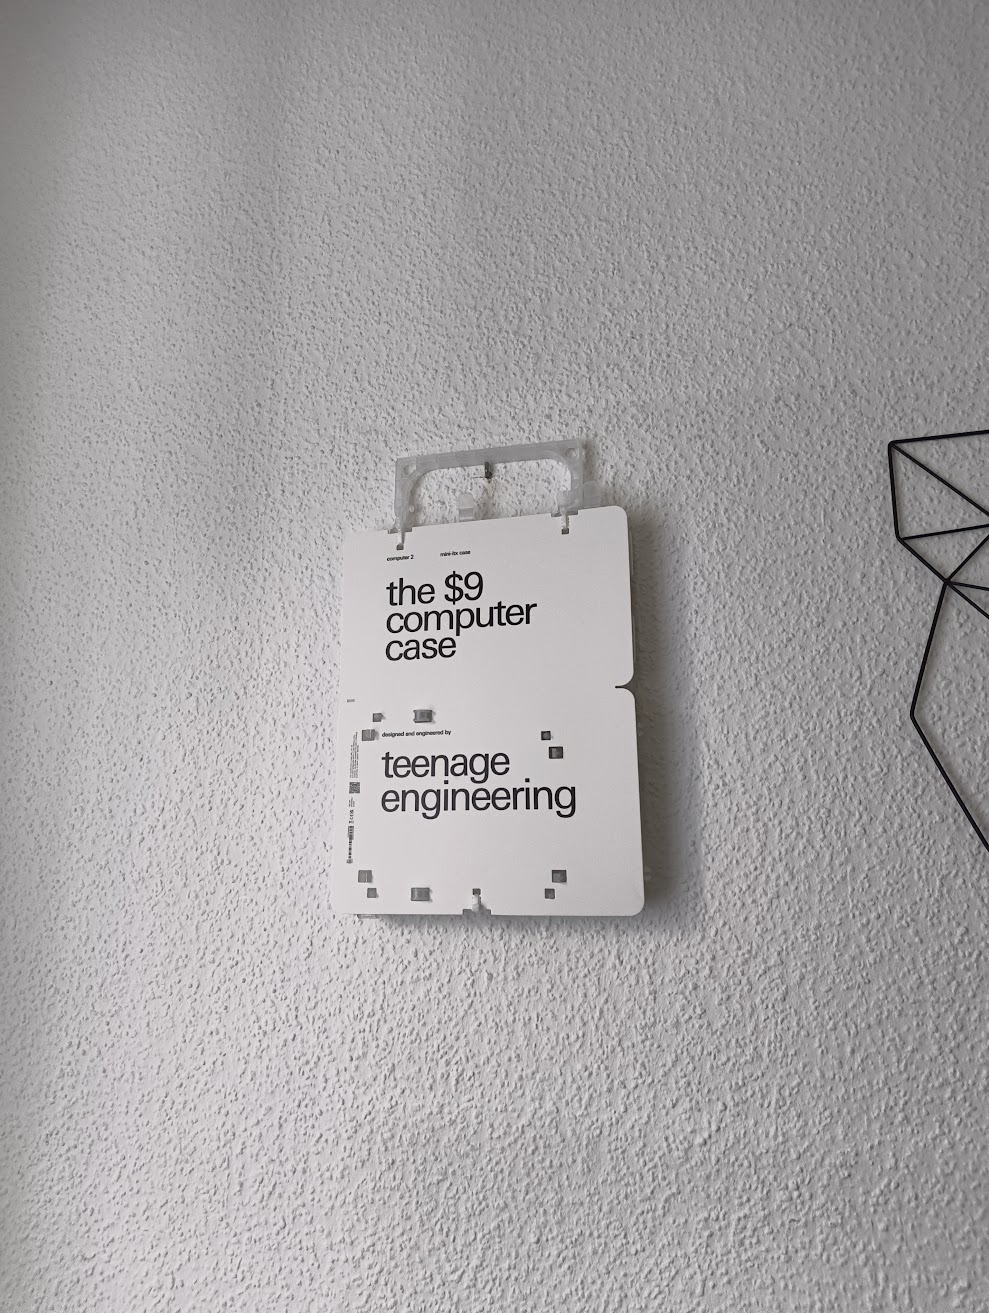 computer 2 mini-itx case
the $9
computer
case
designed and engineered by
teenage
engineering